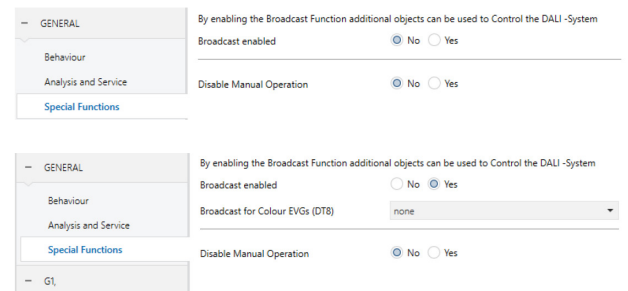 By enabling the Broadcast Function additional objects can be used to Control the DALI -System
− GENERAL
Broadcast enabled No Yes
Behaviour
Analysis and Service
Disable Manual Operation No Yes
Special Functions
By enabling the Broadcast Function additional objects can be used to Control the DALI -System
− GENERAL
Broadcast enabled No Yes
Behaviour
Broadcast for Colour EVGs (DT8) none
Analysis and Service
Special Functions
Disable Manual Operation No Yes
− G1,